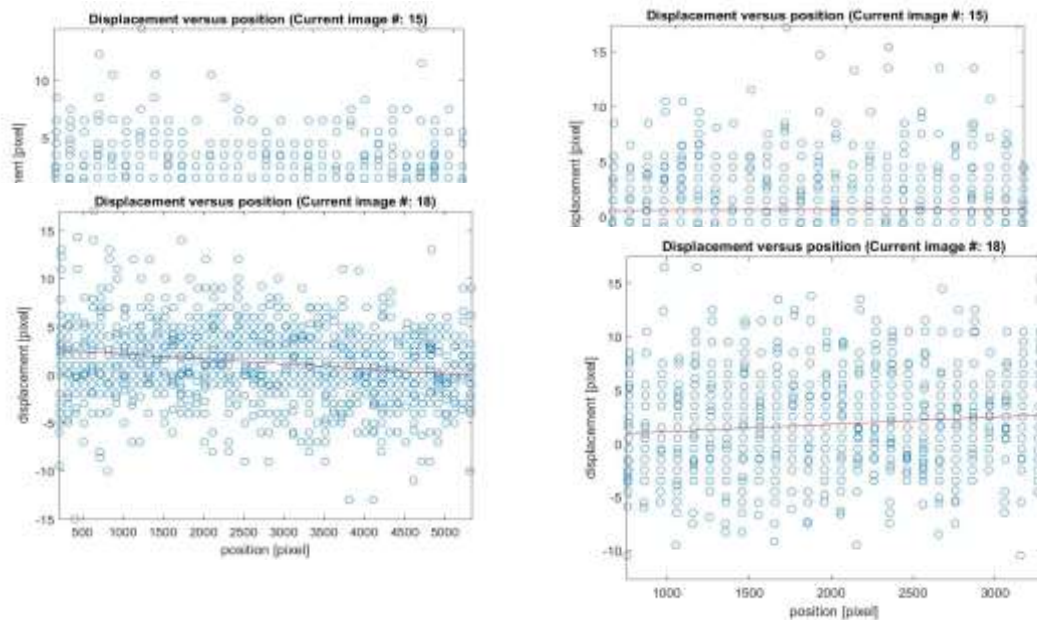 Displacement versus position (Current image #: 15)
10
5
ment [pixel]
Displacement versus position (Current image #: 18)
15
10
5
0
-5
-10
-15
displacement [pixel]
500 1000 1500 2000 2500 3000 3500 4000 4500 5000
position [pixel]
Displacement versus position (Current image #: 15)
15
10
5
0
displacement [pixel]
Displacement versus position (Current image #: 18)
15
10
5
0
-5
-10
displacement [pixel]
1000 1500 2000 2500 3000
position [pixel]